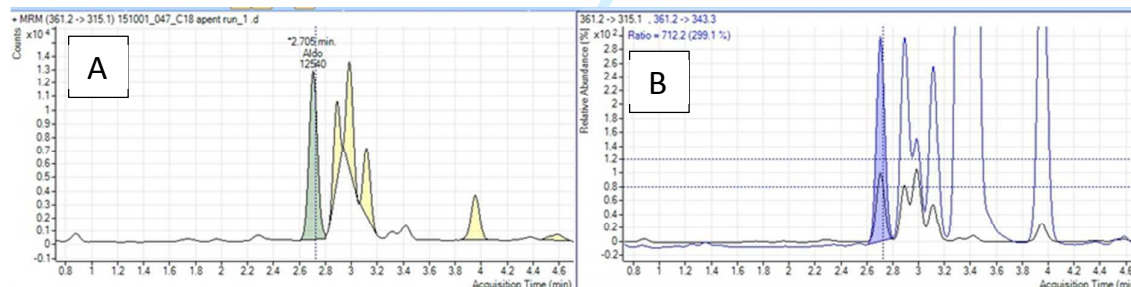 + MRM (361.2 -> 315.1) 151001_047_C18 apent run_1 .d
Counts
x10⁴
A
*2.705 min.
Aldo
12540
1.4
1.3
1.2
1.1
1
0.9
0.8
0.7
0.6
0.5
0.4
0.3
0.2
0.1
0
-0.1
0.8 1 1.2 1.4 1.6 1.8 2 2.2 2.4 2.6 2.8 3 3.2 3.4 3.6 3.8 4 4.2 4.4 4.6
Acquisition Time (min)
361.2 -> 315.1 , 361.2 -> 343.3
Relative Abundance (%)
x10²
Ratio = 712.2 (299.1 %)
B
2.8
2.6
2.4
2.2
2
1.8
1.6
1.4
1.2
1
0.8
0.6
0.4
0.2
0
-0.2
0.8 1 1.2 1.4 1.6 1.8 2 2.2 2.4 2.6 2.8 3 3.2 3.4 3.6 3.8 4 4.2 4.4 4.6
Acquisition Time (min)